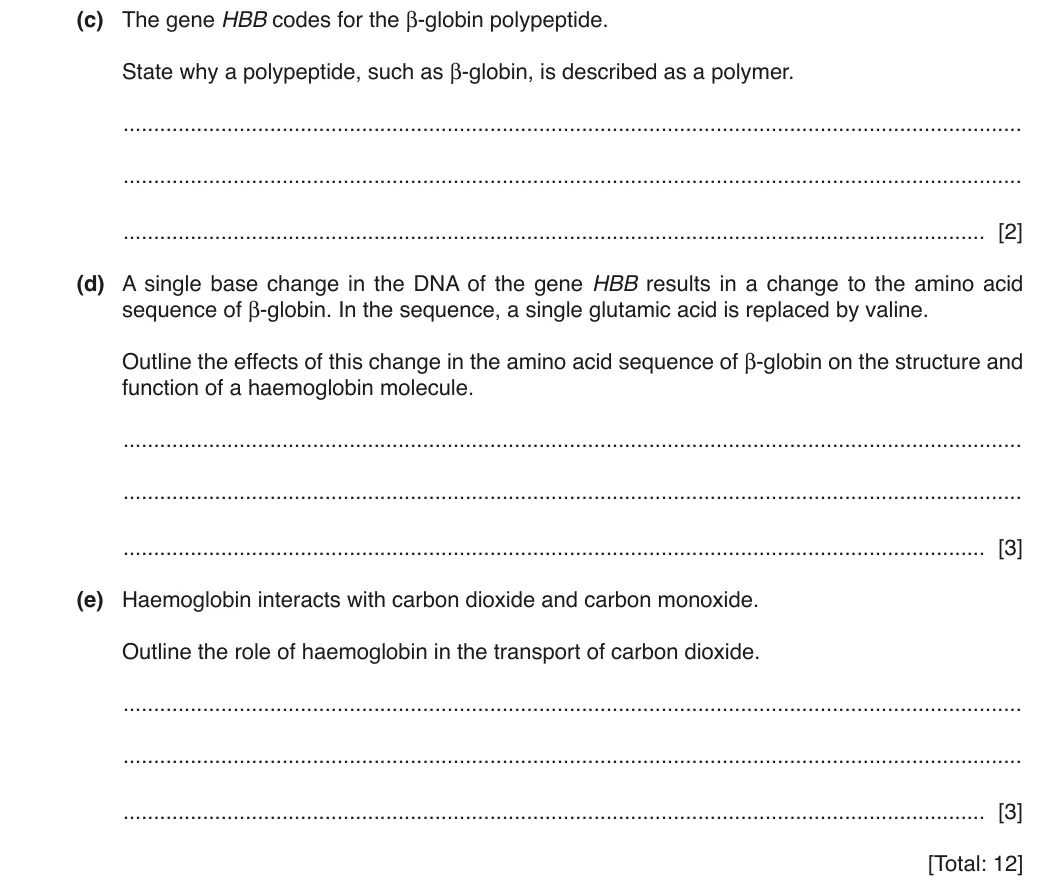 (c) The gene HBB codes for the β-globin polypeptide.
State why a polypeptide, such as β-globin, is described as a polymer.
[2]
(d) A single base change in the DNA of the gene HBB results in a change to the amino acid
sequence of β-globin. In the sequence, a single glutamic acid is replaced by valine.
Outline the effects of this change in the amino acid sequence of β-globin on the structure and
function of a haemoglobin molecule.
[3]
(e) Haemoglobin interacts with carbon dioxide and carbon monoxide.
Outline the role of haemoglobin in the transport of carbon dioxide.
[3]
[Total: 12]